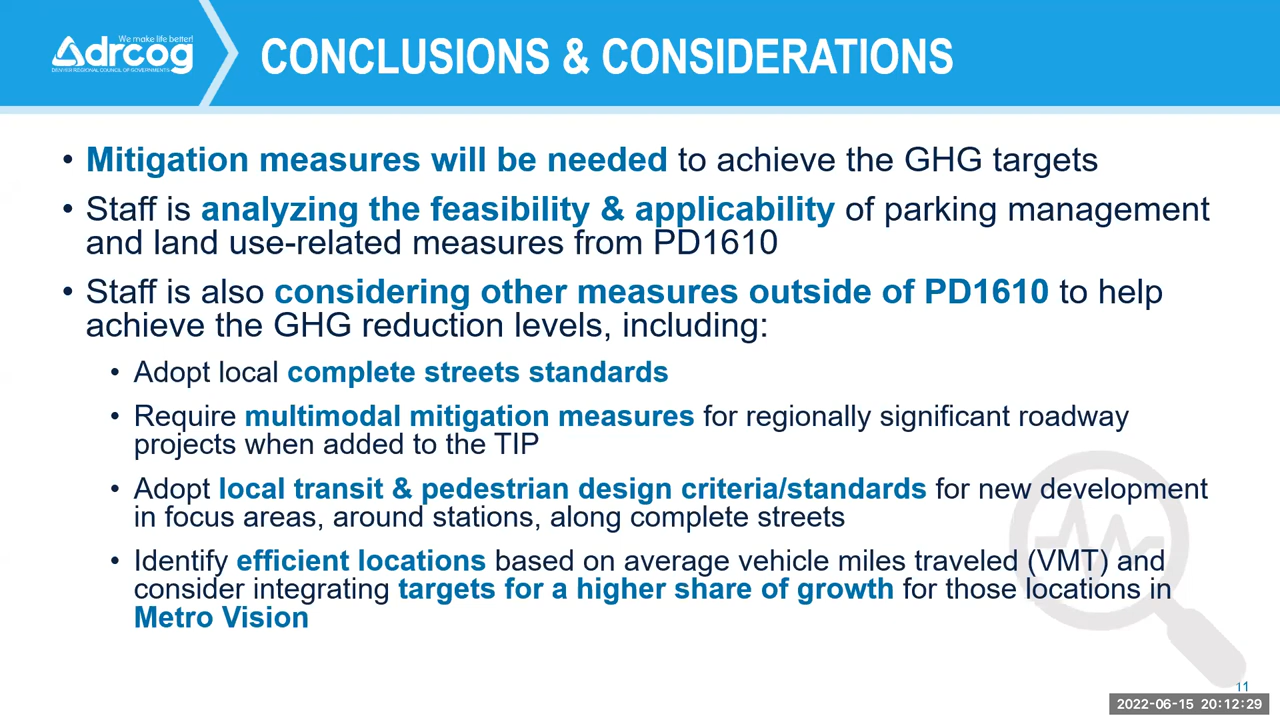 We make life better!
drcog
DENVER REGIONAL COUNCIL OF GOVERNMENTS
CONCLUSIONS & CONSIDERATIONS
• Mitigation measures will be needed to achieve the GHG targets
• Staff is analyzing the feasibility & applicability of parking management
and land use-related measures from PD1610
• Staff is also considering other measures outside of PD1610 to help
achieve the GHG reduction levels, including:
• Adopt local complete streets standards
• Require multimodal mitigation measures for regionally significant roadway
projects when added to the TIP
• Adopt local transit & pedestrian design criteria/standards for new development
in focus areas, around stations, along complete streets
• Identify efficient locations based on average vehicle miles traveled (VMT) and
consider integrating targets for a higher share of growth for those locations in
Metro Vision
11
2022-06-15 20:12:29